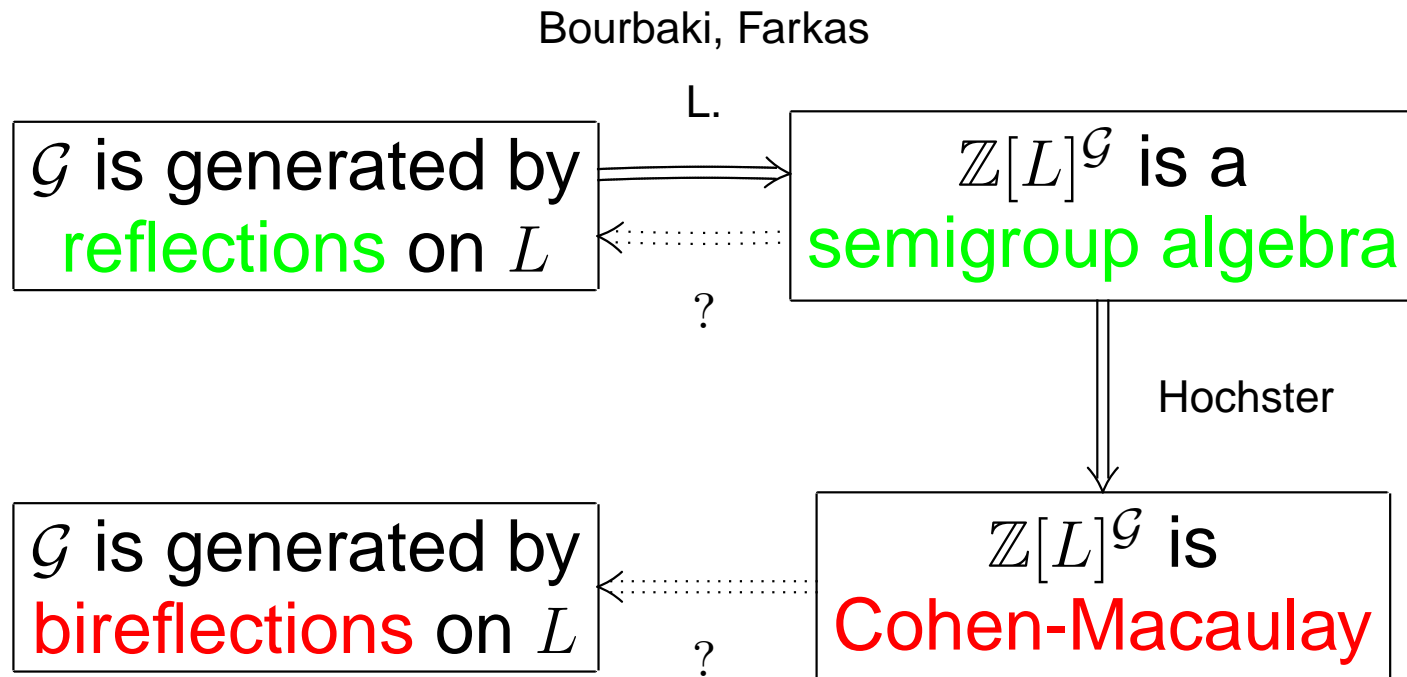 Bourbaki, Farkas
L.
𝒢 is generated by
reflections on L
ℤ[L]^𝒢 is a
semigroup algebra
?
Hochster
𝒢 is generated by
bireflections on L
ℤ[L]^𝒢 is
Cohen-Macaulay
?